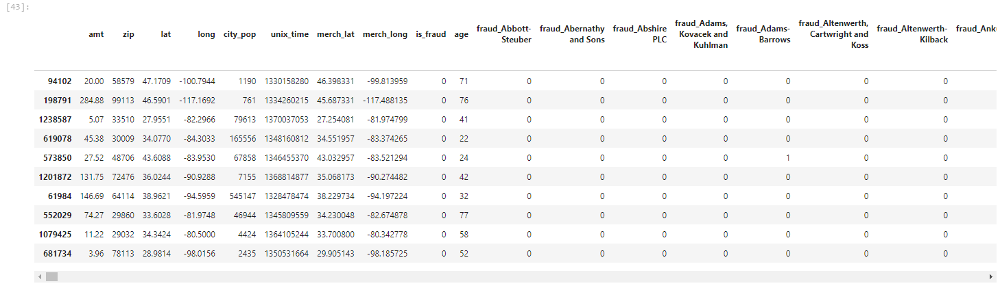 [43]:
amt zip lat long city_pop unix_time merch_lat merch_long is_fraud age fraud_Abbott-Steuber fraud_Abernathy and Sons fraud_Abshire PLC fraud_Adams, Kovacek and Kuhlman fraud_Adams-Barrows fraud_Altenwerth, Cartwright and Koss fraud_Altenwerth-Kilback fraud_Anku
94102 20.00 58579 47.1709 -100.7944 1190 1330158280 46.398331 -99.813959 0 71 0 0 0 0 0 0 0
198791 284.88 99113 46.5901 -117.1692 761 1334260215 45.687331 -117.488135 0 76 0 0 0 0 0 0 0
1238587 5.07 33510 27.9551 -82.2966 79613 1370037053 27.254081 -81.974799 0 41 0 0 0 0 0 0 0
619078 45.38 30009 34.0770 -84.3033 165556 1348160812 34.551957 -83.374265 0 22 0 0 0 0 0 0 0
573850 27.52 48706 43.6088 -83.9530 67858 1346455370 43.032957 -83.521294 0 24 0 0 0 0 1 0 0
1201872 131.75 72476 36.0244 -90.9288 7155 1368814877 35.068173 -90.274482 0 42 0 0 0 0 0 0 0
61984 146.69 64114 38.9621 -94.5959 545147 1328478474 38.229734 -94.197224 0 32 0 0 0 0 0 0 0
552029 74.27 29860 33.6028 -81.9748 46944 1345809559 34.230048 -82.674878 0 77 0 0 0 0 0 0 0
1079425 11.22 29032 34.3424 -80.5000 4424 1364105244 33.700800 -80.342778 0 58 0 0 0 0 0 0 0
681734 3.96 78113 28.9814 -98.0156 2435 1350531664 29.905143 -98.185725 0 52 0 0 0 0 0 0 0